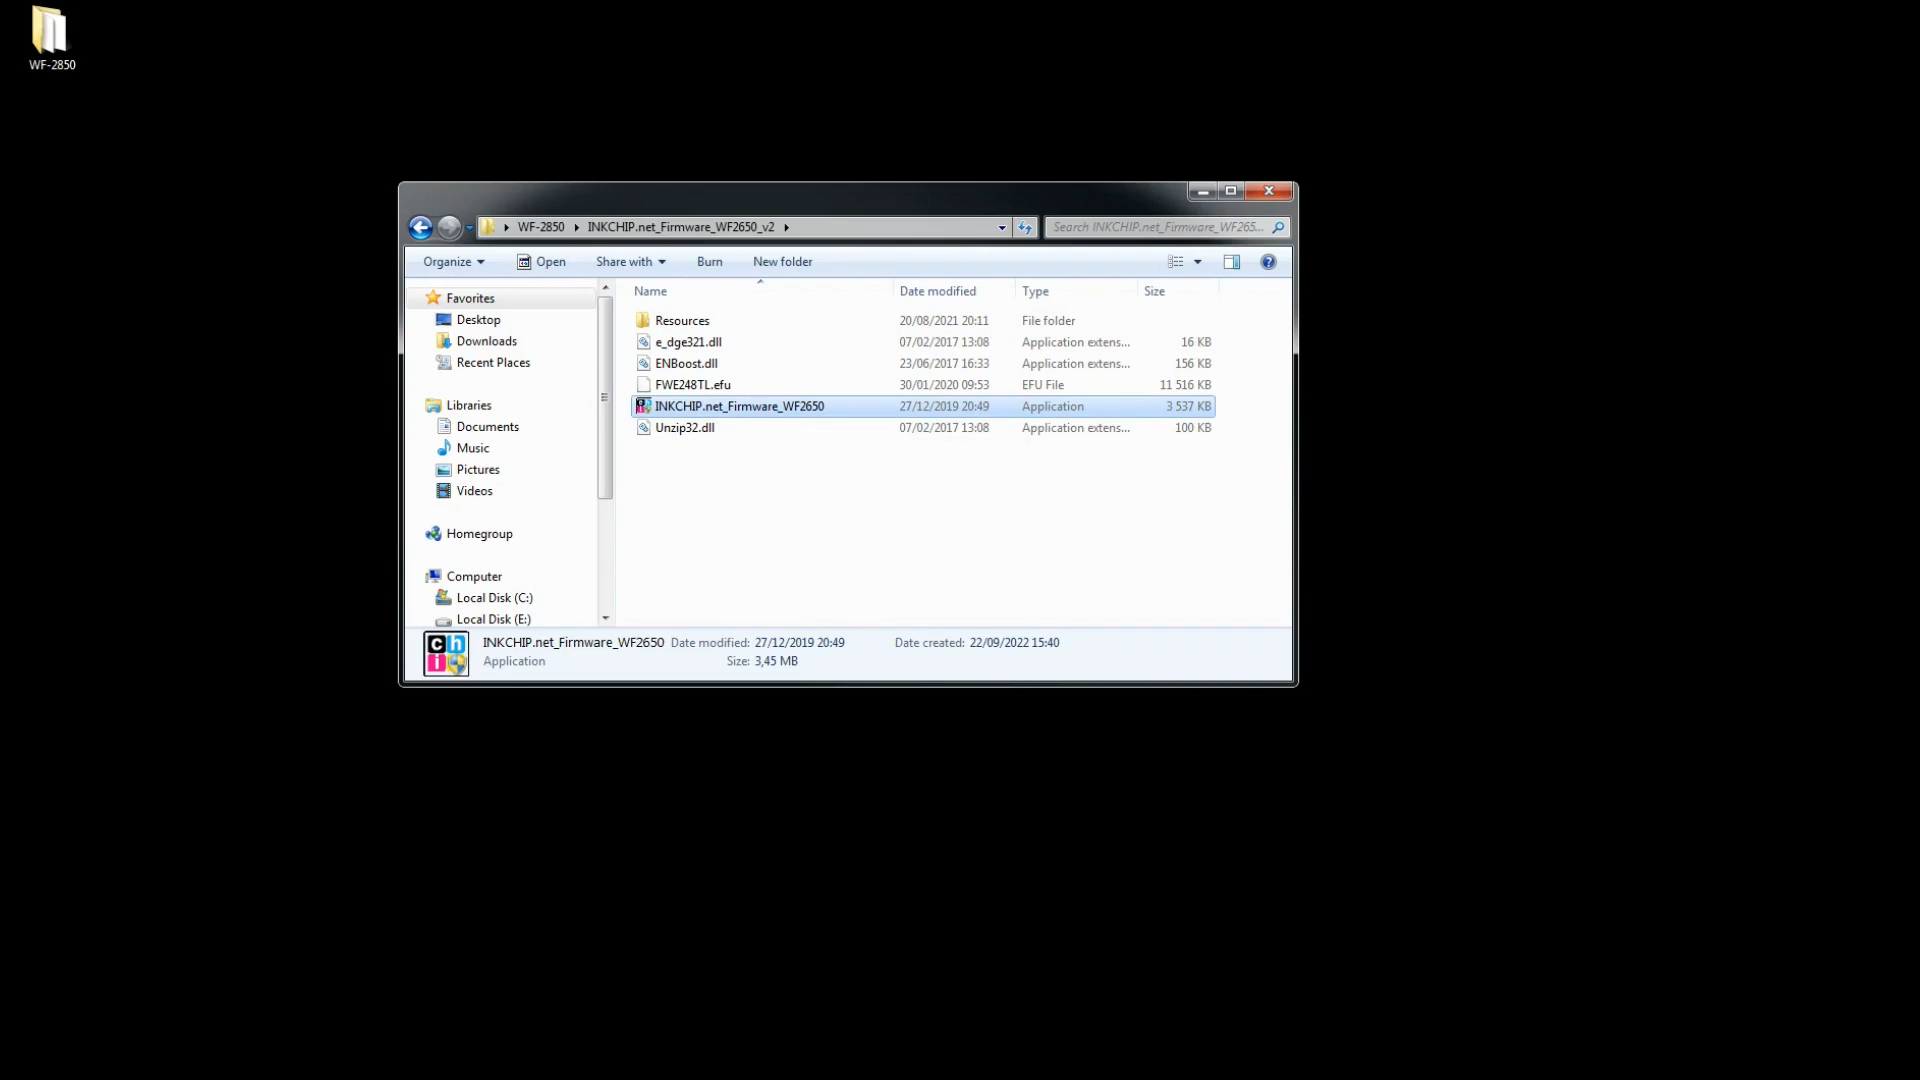 WF-2850
WF-2850 INKCHIP.net_Firmware_WF2650_v2
Search INKCHIP.net_Firmware_WF265...
Organize Open Share with Burn New folder
Name Date modified Type Size
Favorites
Desktop
Downloads
Recent Places
Libraries
Documents
Music
Pictures
Videos
Homegroup
Computer
Local Disk (C:)
Local Disk (E:)
Resources 20/08/2021 20:11 File folder
e_dge321.dll 07/02/2017 13:08 Application extens... 16 KB
ENBoost.dll 23/06/2017 16:33 Application extens... 156 KB
FWE248TL.efu 30/01/2020 09:53 EFU File 11 516 KB
INKCHIP.net_Firmware_WF2650 27/12/2019 20:49 Application 3 537 KB
Unzip32.dll 07/02/2017 13:08 Application extens... 100 KB
chi
INKCHIP.net_Firmware_WF2650 Date modified: 27/12/2019 20:49 Date created: 22/09/2022 15:40
Application Size: 3,45 MB